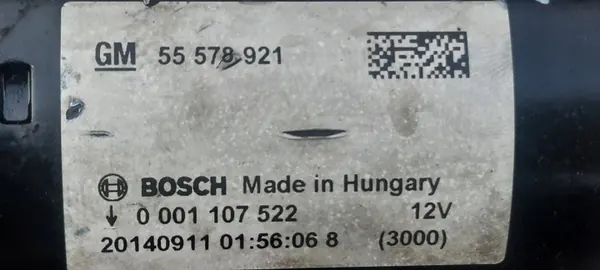 GM 55 578 921
BOSCH Made in Hungary
↓ 0 001 107 522 12V
20140911 01:56:06 8 (3000)